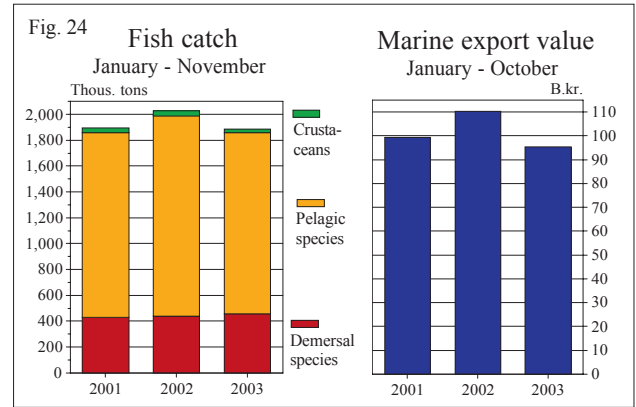 Fig. 24
Fish catch
January - November
Thous. tons
2,000
1,800
1,600
1,400
1,200
1,000
800
600
400
200
0
2001 2002 2003
Crusta-
ceans
Pelagic
species
Demersal
species
Marine export value
January - October
B.kr.
110
100
90
80
70
60
50
40
30
20
10
0
2001 2002 2003